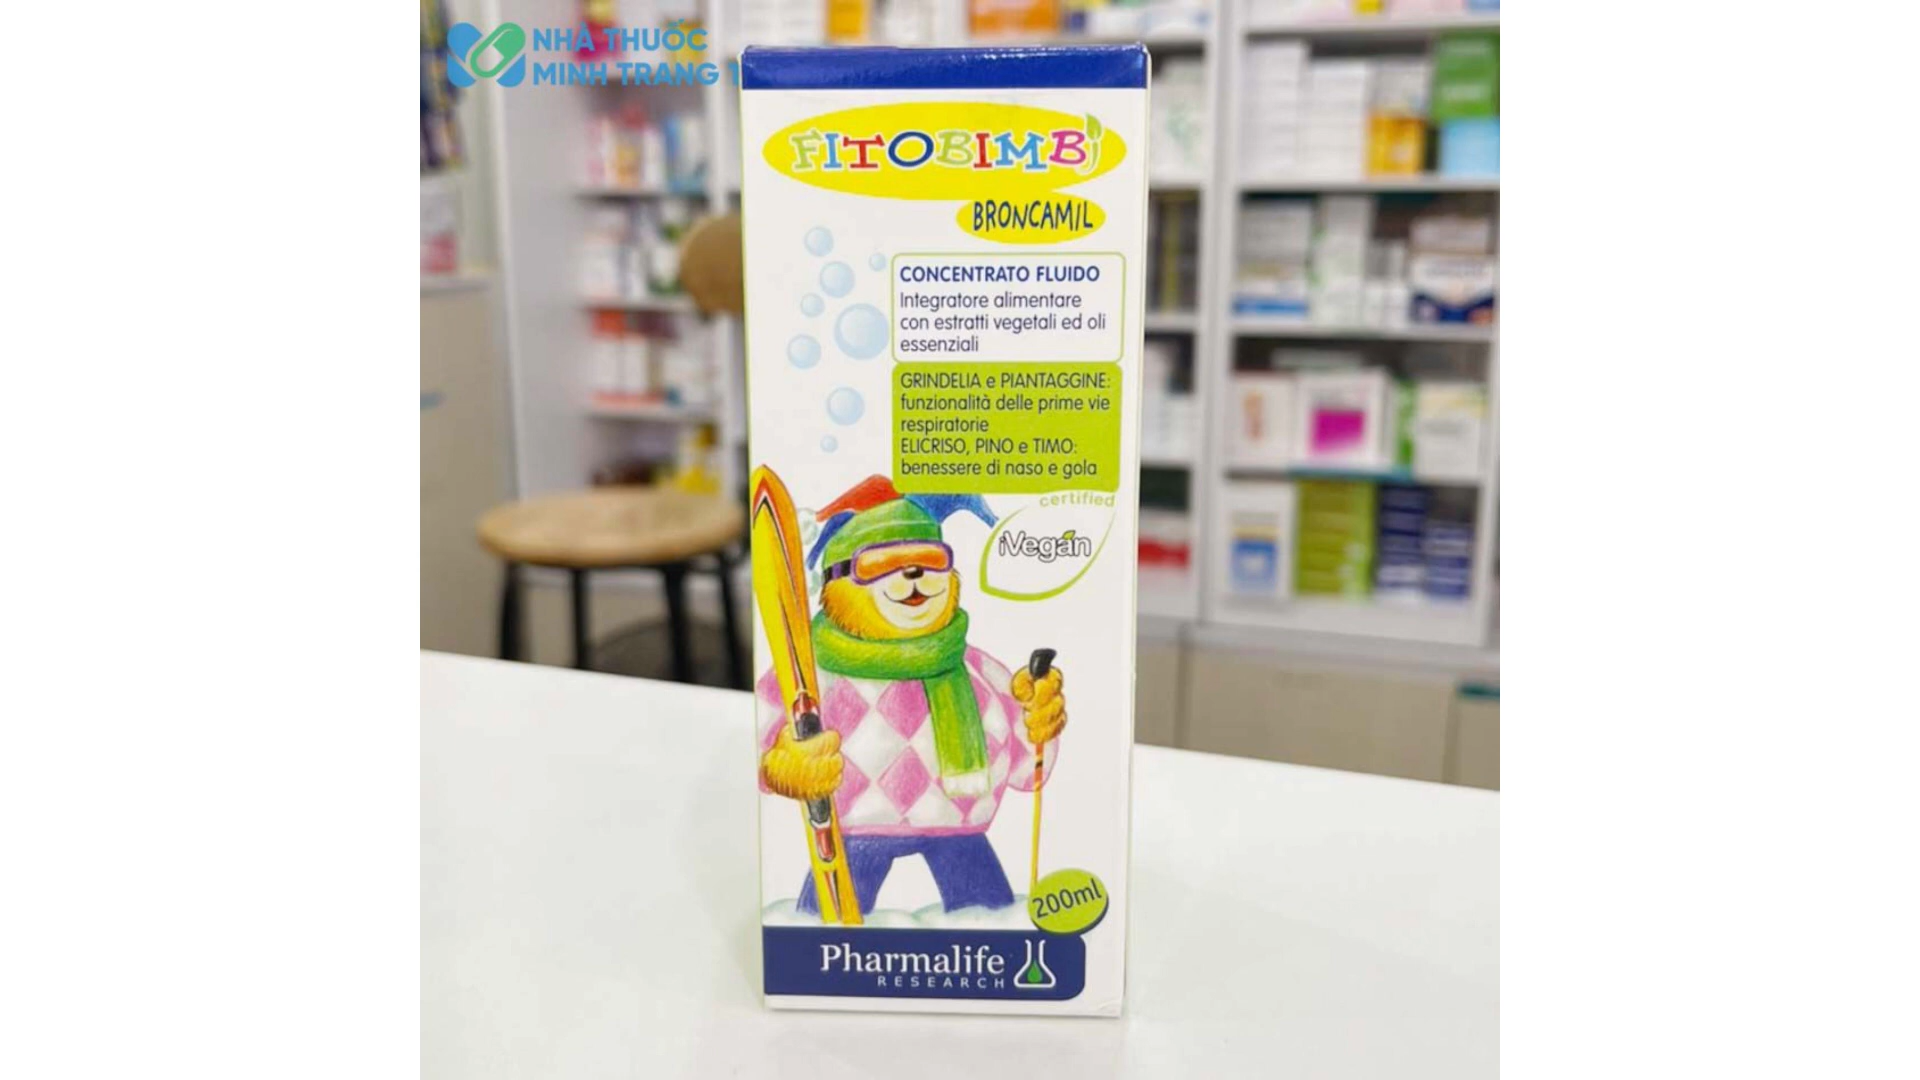 NHÀ THUỐC
MINH TRANG 1
FITOBIMBi
BRONCAMIL
CONCENTRATO FLUIDO
Integratore alimentare
con estratti vegetali ed oli
essenziali
GRINDELIA e PIANTAGGINE:
funzionalità delle prime vie
respiratorie
ELICRISO, PINO e TIMO:
benessere di naso e gola
certified
iVegan
200ml
Pharmalife
RESEARCH